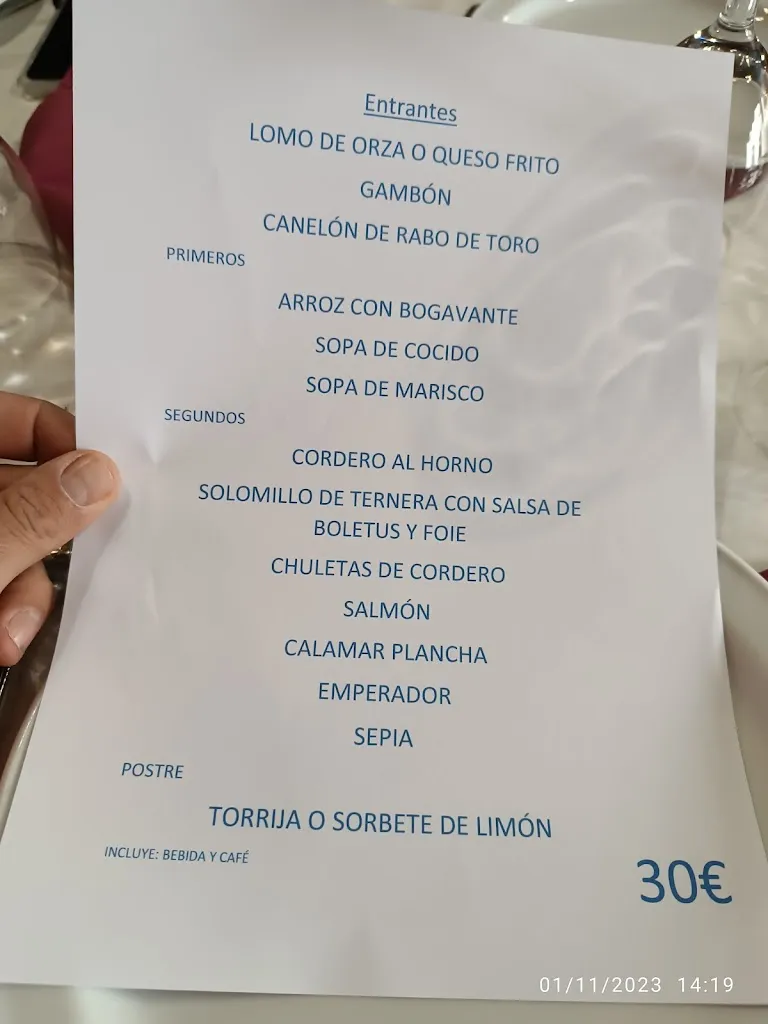 Entrantes
LOMO DE ORZA O QUESO FRITO
GAMBÓN
CANELÓN DE RABO DE TORO
PRIMEROS
ARROZ CON BOGAVANTE
SOPA DE COCIDO
SOPA DE MARISCO
SEGUNDOS
CORDERO AL HORNO
SOLOMILLO DE TERNERA CON SALSA DE
BOLETUS Y FOIE
CHULETAS DE CORDERO
SALMÓN
CALAMAR PLANCHA
EMPERADOR
SEPIA
POSTRE
TORRIJA O SORBETE DE LIMÓN
INCLUYE: BEBIDA Y CAFÉ
30€
01/11/2023 14:19